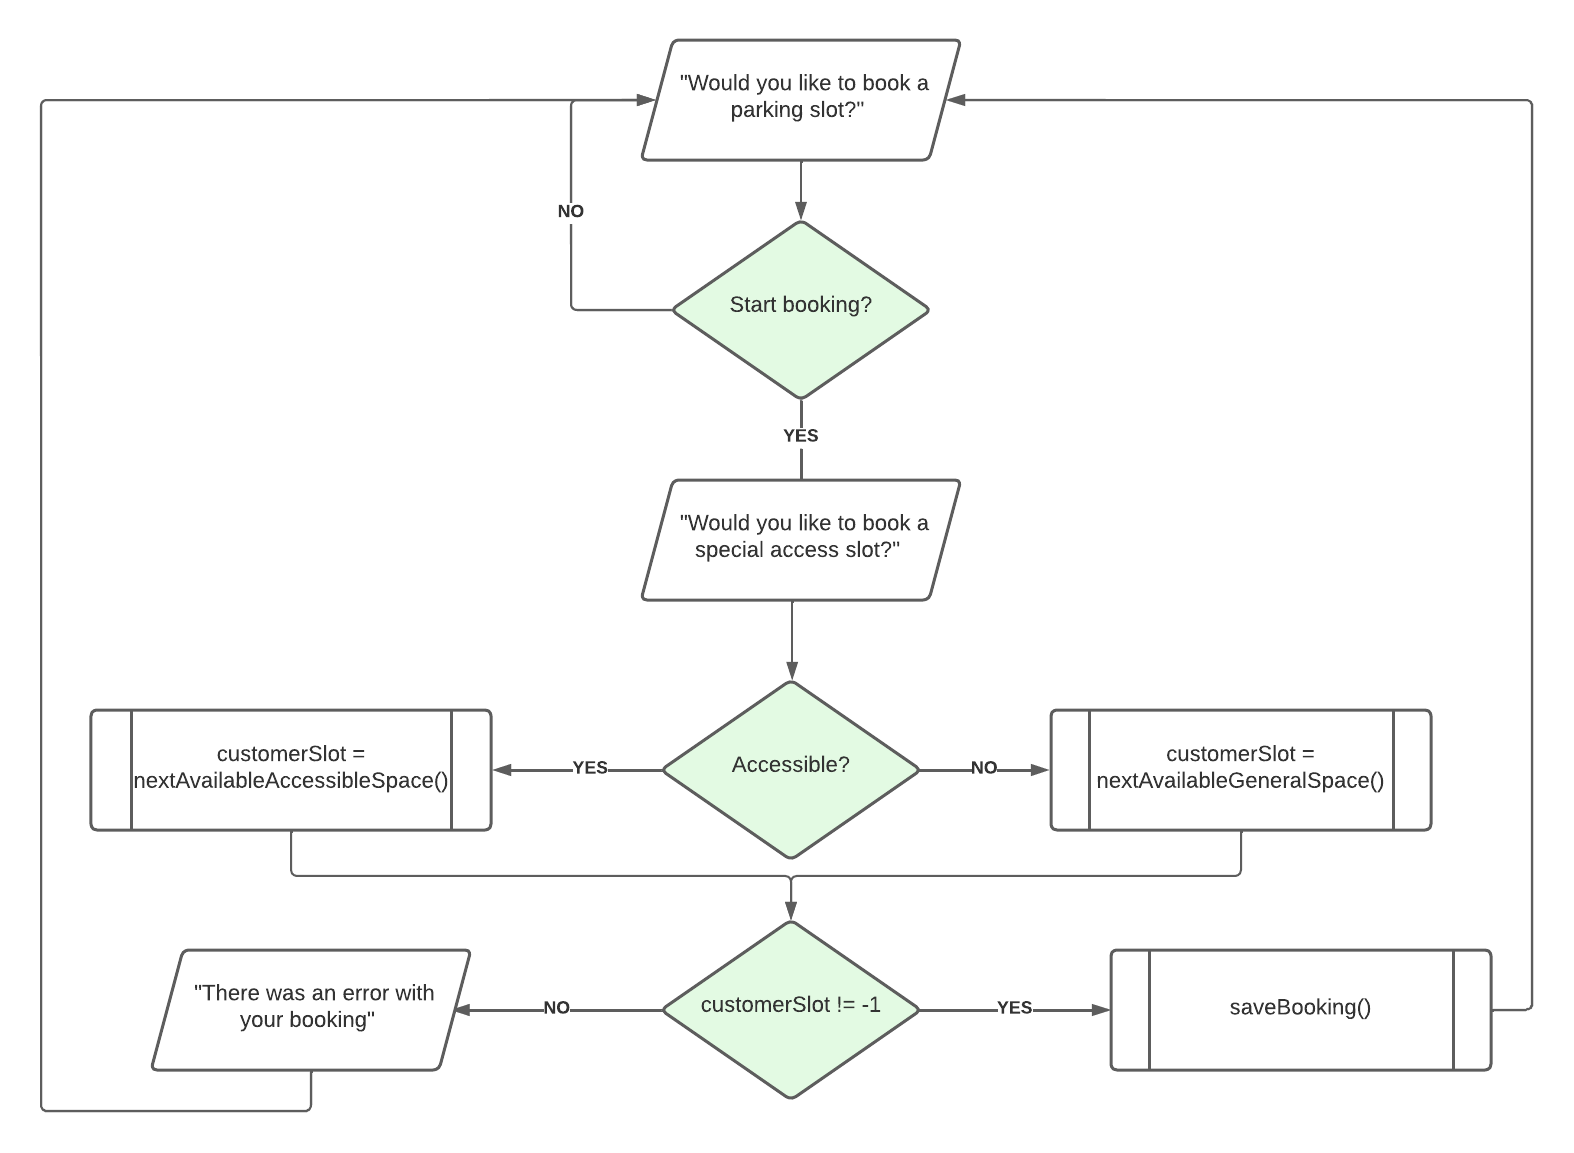 "Would you like to book a
parking slot?"
NO
Start booking?
YES
"Would you like to book a
special access slot?"
customerSlot =
nextAvailableAccessibleSpace()
YES
Accessible?
NO
customerSlot =
nextAvailableGeneralSpace()
"There was an error with
your booking"
NO
customerSlot != -1
YES
saveBooking()